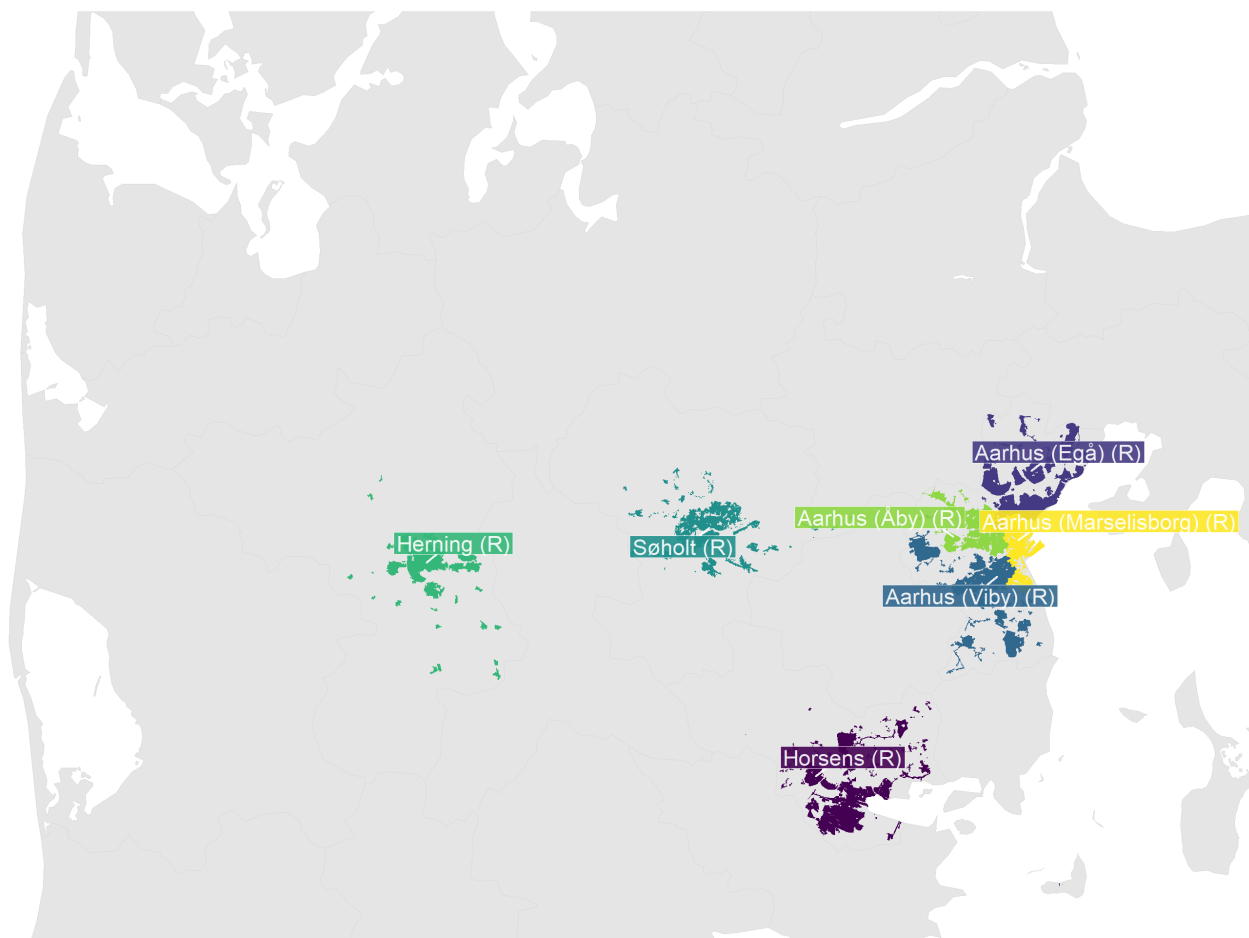 Aarhus (Egå) (R)
Aarhus (Åby) (R)
Aarhus (Marselisborg) (R)
Herning (R)
Søholt (R)
Aarhus (Viby) (R)
Horsens (R)